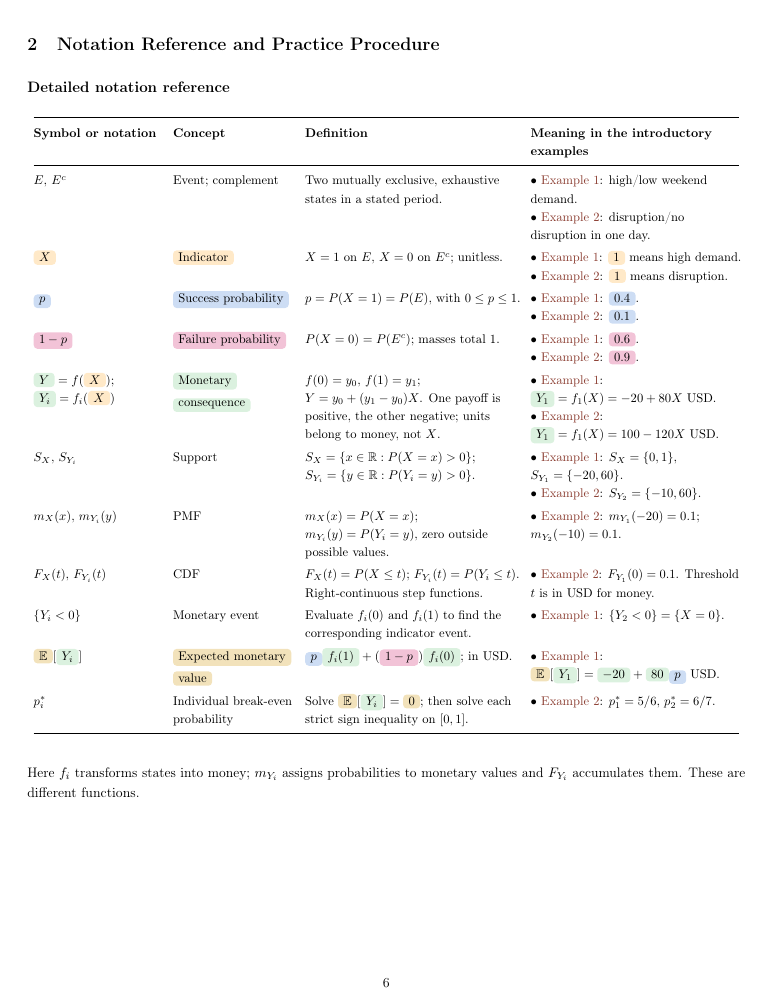 2 Notation Reference and Practice Procedure
Detailed notation reference
Symbol or notation Concept Definition Meaning in the introductory examples
E, Eᶜ Event; complement Two mutually exclusive, exhaustive states in a stated period. • Example 1: high/low weekend demand.
• Example 2: disruption/no disruption in one day.
X Indicator X = 1 on E, X = 0 on Eᶜ; unitless. • Example 1: 1 means high demand.
• Example 2: 1 means disruption.
p Success probability p = P(X = 1) = P(E), with 0 ≤ p ≤ 1. • Example 1: 0.4.
• Example 2: 0.1.
1 − p Failure probability P(X = 0) = P(Eᶜ); masses total 1. • Example 1: 0.6.
• Example 2: 0.9.
Y = f(X); Y_i = f_i(X) Monetary consequence f(0) = y_0, f(1) = y_1; Y = y_0 + (y_1 − y_0)X. One payoff is positive, the other negative; units belong to money, not X. • Example 1: Y_1 = f_1(X) = −20 + 80X USD.
• Example 2: Y_1 = f_1(X) = 100 − 120X USD.
S_X, S_{Y_i} Support S_X = {x ∈ ℝ : P(X = x) > 0}; S_{Y_i} = {y ∈ ℝ : P(Y_i = y) > 0}. • Example 1: S_X = {0, 1}, S_{Y_1} = {−20, 60}.
• Example 2: S_{Y_2} = {−10, 60}.
m_X(x), m_{Y_i}(y) PMF m_X(x) = P(X = x); m_{Y_i}(y) = P(Y_i = y), zero outside possible values. • Example 2: m_{Y_1}(−20) = 0.1; m_{Y_2}(−10) = 0.1.
F_X(t), F_{Y_i}(t) CDF F_X(t) = P(X ≤ t); F_{Y_i}(t) = P(Y_i ≤ t). Right-continuous step functions. • Example 2: F_{Y_1}(0) = 0.1. Threshold t is in USD for money.
{Y_i < 0} Monetary event Evaluate f_i(0) and f_i(1) to find the corresponding indicator event. • Example 1: {Y_2 < 0} = {X = 0}.
𝔼[Y_i] Expected monetary value p f_i(1) + (1 − p) f_i(0); in USD. • Example 1: 𝔼[Y_1] = −20 + 80 p USD.
p_i^* Individual break-even probability Solve 𝔼[Y_i] = 0; then solve each strict sign inequality on [0, 1]. • Example 2: p_1^* = 5/6, p_2^* = 6/7.
Here f_i transforms states into money; m_{Y_i} assigns probabilities to monetary values and F_{Y_i} accumulates them. These are
different functions.
6